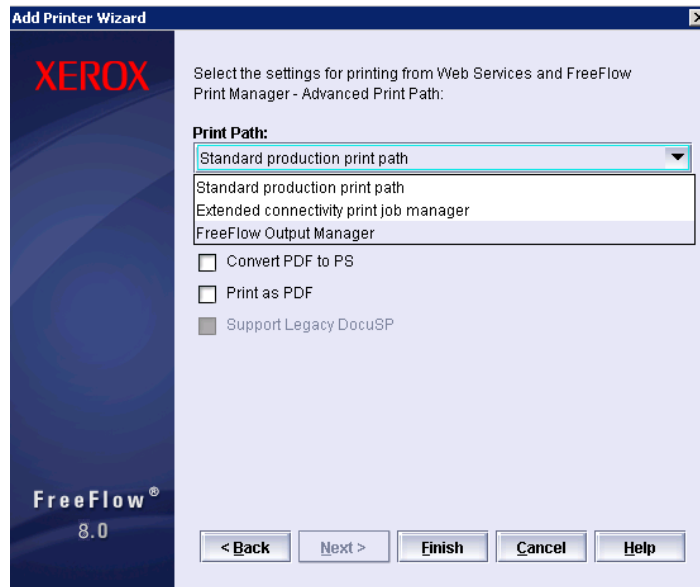 Add Printer Wizard
XEROX
Select the settings for printing from Web Services and FreeFlow
Print Manager - Advanced Print Path:
Print Path:
Standard production print path
Standard production print path
Extended connectivity print job manager
FreeFlow Output Manager
Convert PDF to PS
Print as PDF
Support Legacy DocuSP
FreeFlow®
8.0
< Back
Next >
Finish
Cancel
Help